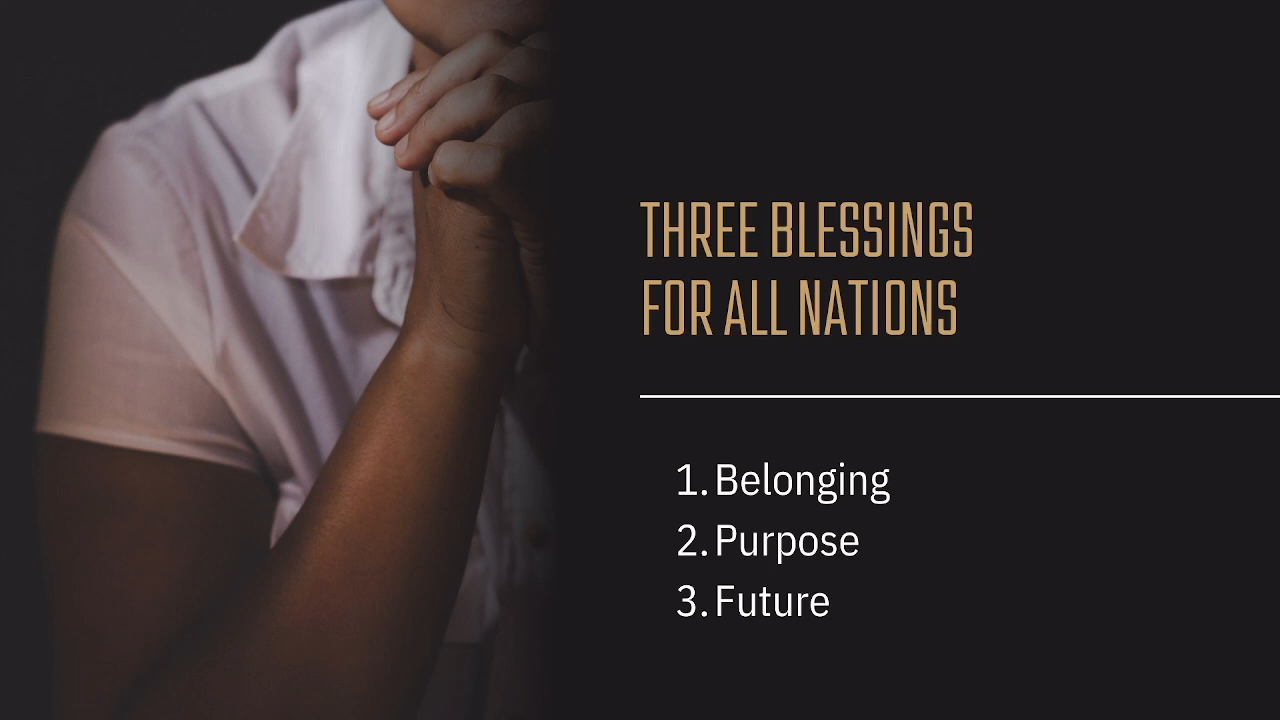 THREE BLESSINGS
FOR ALL NATIONS
1. Belonging
2. Purpose
3. Future